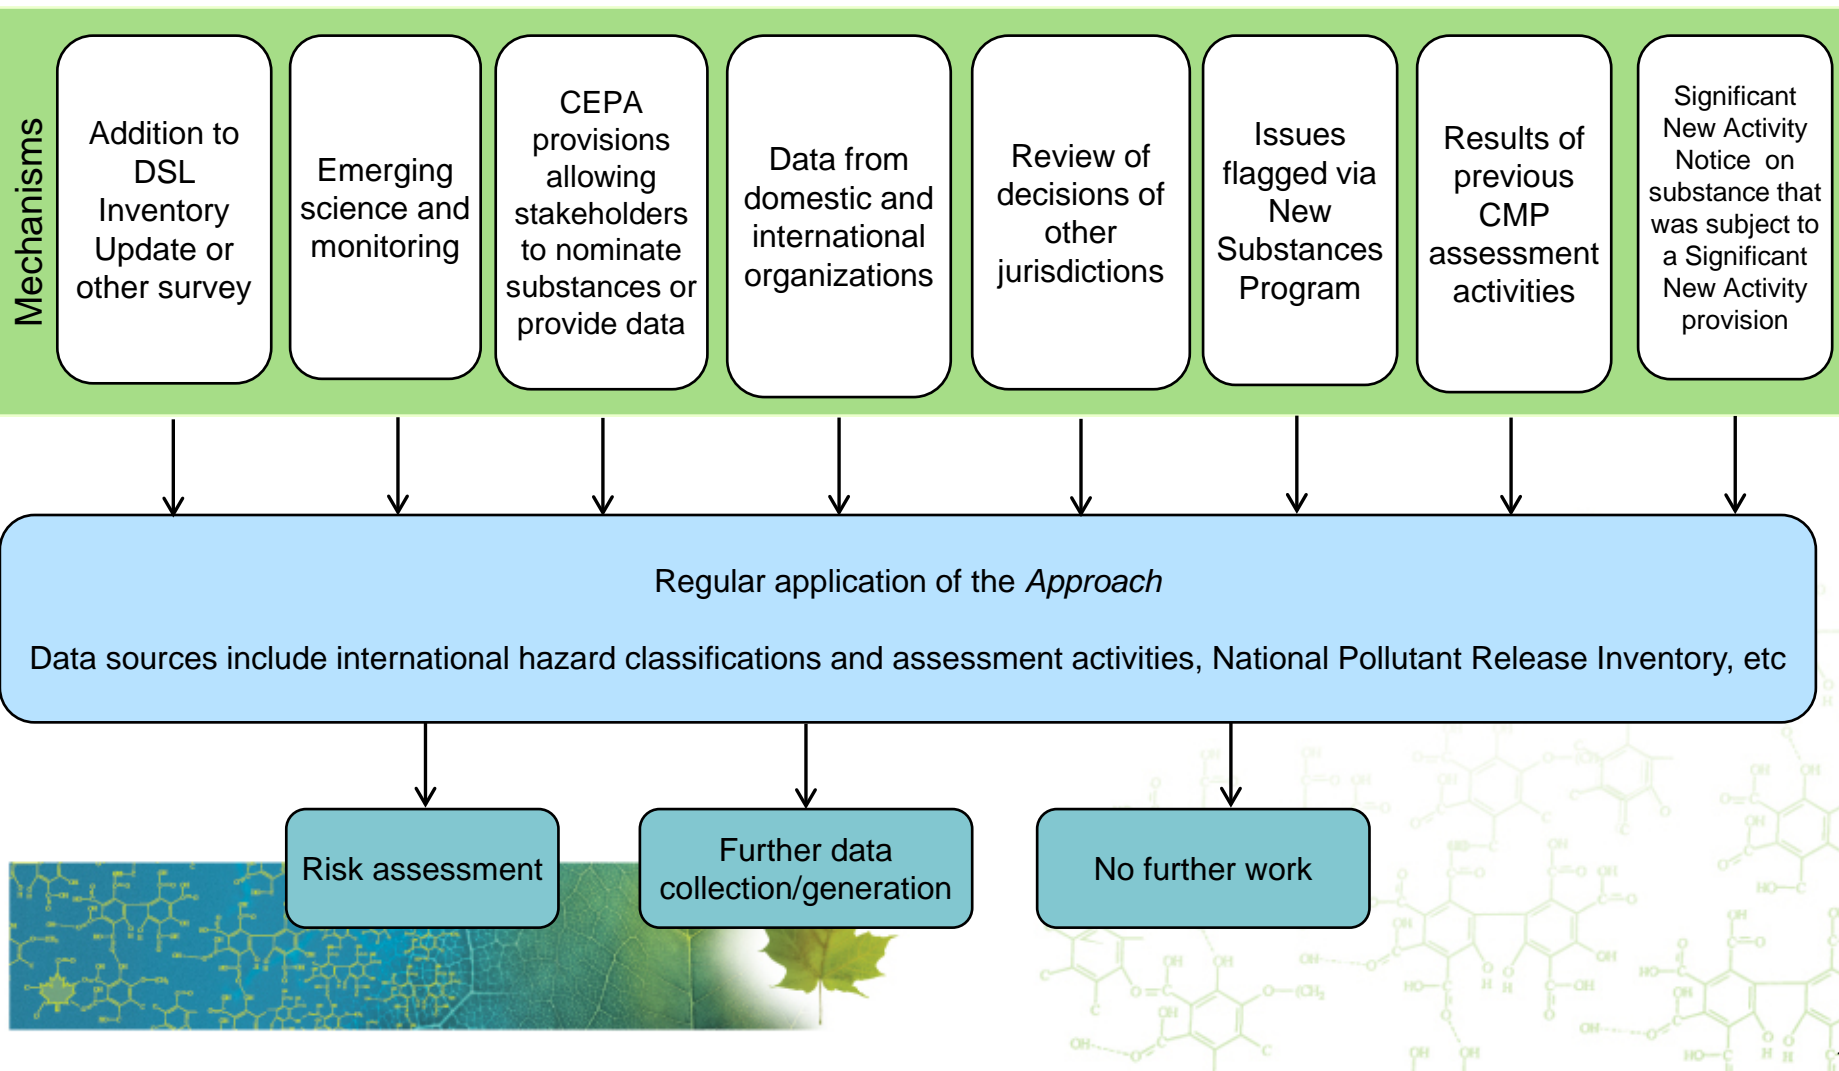 Mechanisms
Addition to
DSL
Inventory
Update or
other survey
Emerging
science and
monitoring
CEPA
provisions
allowing
stakeholders
to nominate
substances or
provide data
Data from
domestic and
international
organizations
Review of
decisions of
other
jurisdictions
Issues
flagged via
New
Substances
Program
Results of
previous
CMP
assessment
activities
Significant
New Activity
Notice on
substance that
was subject to
a Significant
New Activity
provision
Regular application of the Approach
Data sources include international hazard classifications and assessment activities, National Pollutant Release Inventory, etc
Risk assessment
Further data
collection/generation
No further work